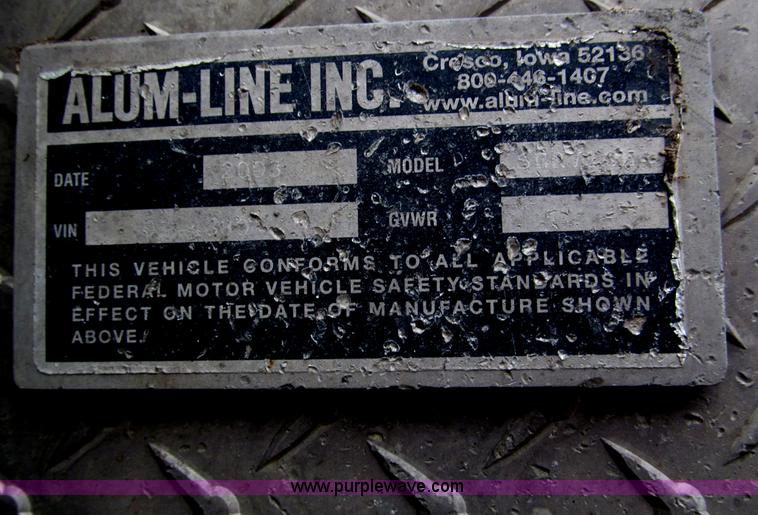 ALUM-LINE INC.
Cresco, Iowa 52136
800-446-1407
www.alum-line.com
DATE
MODEL
VIN
GVWR
THIS VEHICLE CONFORMS TO ALL APPLICABLE
FEDERAL MOTOR VEHICLE SAFETY STANDARDS IN
EFFECT ON THE DATE OF MANUFACTURE SHOWN
ABOVE.
www.purplewave.com